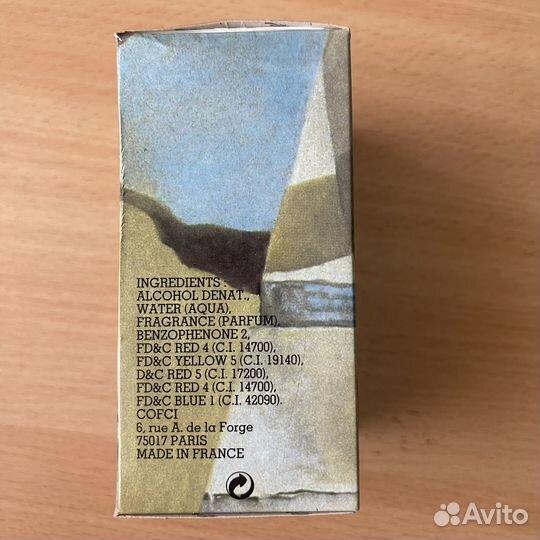 INGREDIENTS :
ALCOHOL DENAT.,
WATER (AQUA),
FRAGRANCE (PARFUM),
BENZOPHENONE 2,
FD&C RED 4 (C.I. 14700),
FD&C YELLOW 5 (C.I. 19140),
D&C RED 5 (C.I. 17200),
FD&C RED 4 (C.I. 14700),
FD&C BLUE 1 (C.I. 42090).
COFCI
6, rue A. de la Forge
75017 PARIS
MADE IN FRANCE
Avito